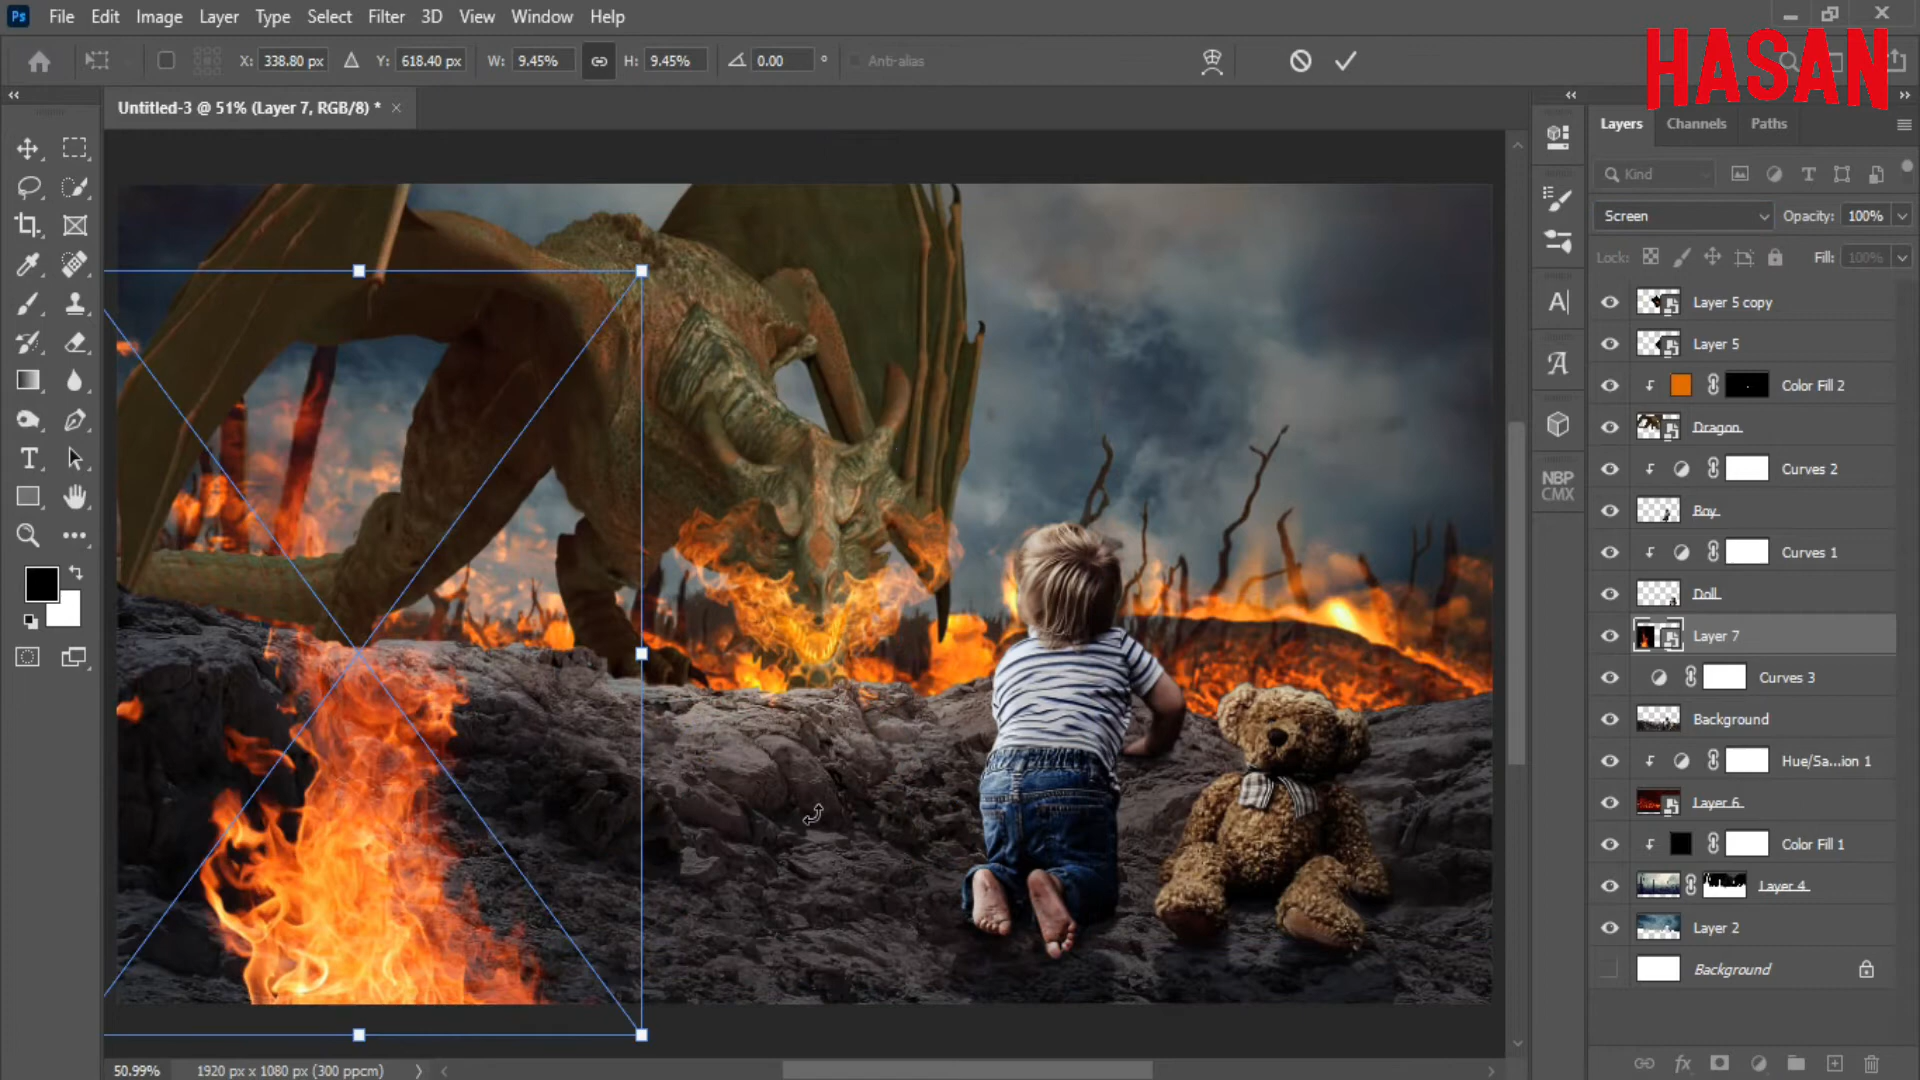 Ps File Edit Image Layer Type Select Filter 3D View Window Help
X: 338.80 px Y: 618.40 px W: 9.45% H: 9.45% 0.00 ° Anti-alias
HASAN
Untitled-3 @ 51% (Layer 7, RGB/8) * ×
Layers Channels Paths
Kind
Screen Opacity: 100%
Lock: Fill: 100%
Layer 5 copy
Layer 5
Color Fill 2
Dragon
Curves 2
Boy
Curves 1
Doll
Layer 7
Curves 3
Background
Hue/Sa...ion 1
Layer 6
Color Fill 1
Layer 4
Layer 2
Background
NBP
CMX
50.99% 1920 px x 1080 px (300 ppcm)